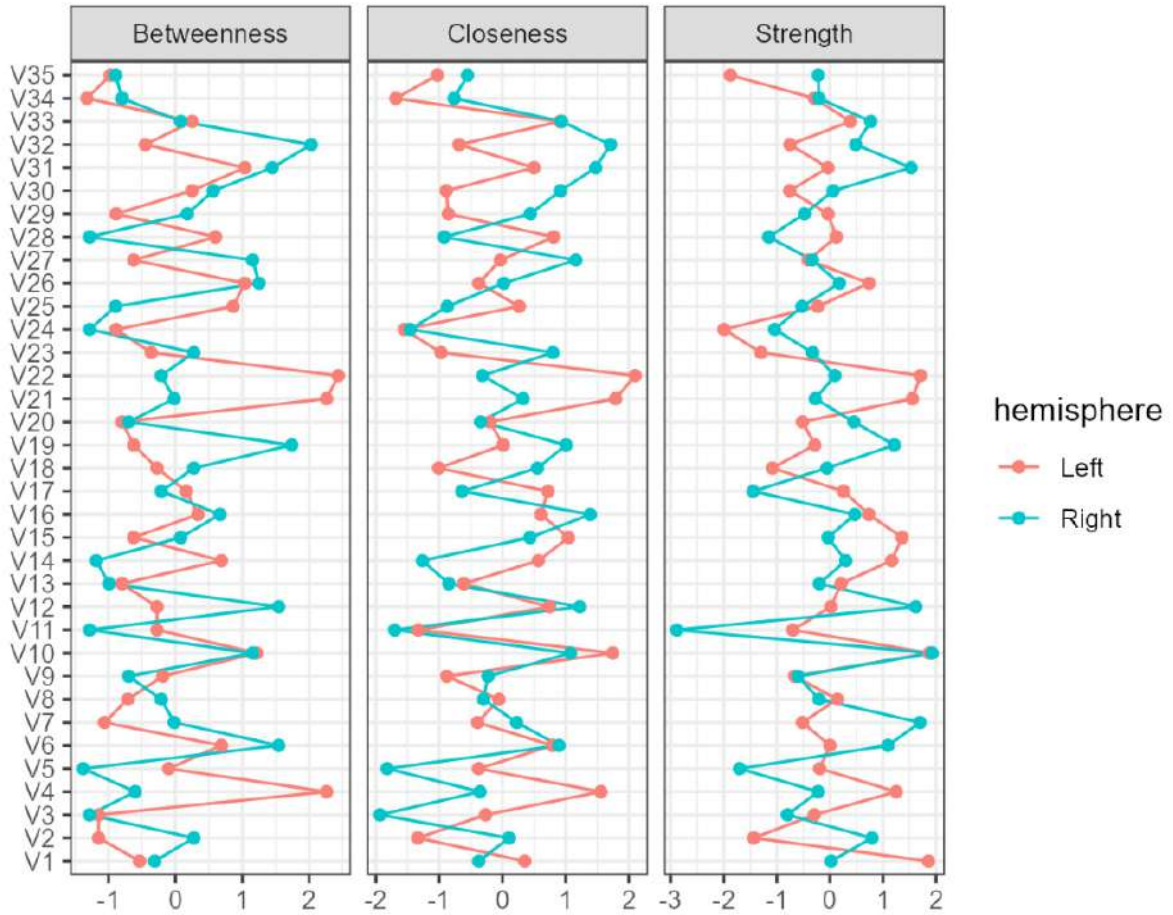 Betweenness Closeness Strength
V35
V34
V33
V32
V31
V30
V29
V28
V27
V26
V25
V24
V23
V22
V21
V20
V19
V18
V17
V16
V15
V14
V13
V12
V11
V10
V9
V8
V7
V6
V5
V4
V3
V2
V1
-1 0 1 2 -2 -1 0 1 2 -3 -2 -1 0 1 2
hemisphere
Left
Right